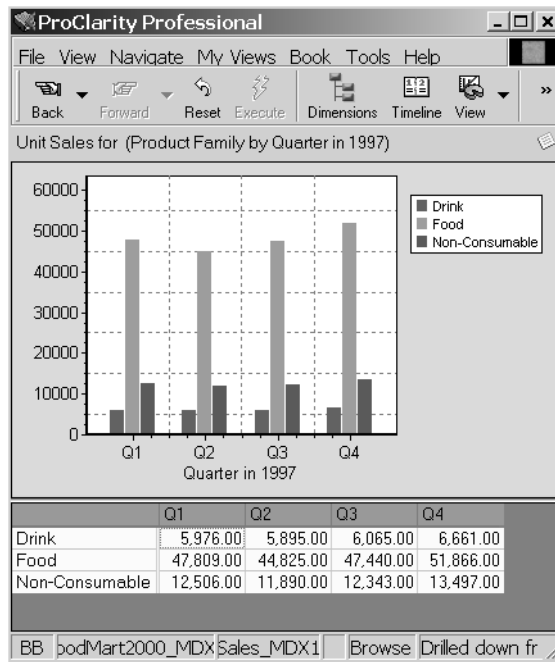 ProClarity Professional
File View Navigate My Views Book Tools Help
Back Forward Reset Execute Dimensions Timeline View »
Unit Sales for (Product Family by Quarter in 1997)
60000
50000
40000
30000
20000
10000
0
Q1 Q2 Q3 Q4
Quarter in 1997
Drink
Food
Non-Consumable
Q1 Q2 Q3 Q4
Drink 5,976.00 5,895.00 6,065.00 6,661.00
Food 47,809.00 44,825.00 47,440.00 51,866.00
Non-Consumable 12,506.00 11,890.00 12,343.00 13,497.00
BB oodMart2000_MDX Sales_MDX1 Browse Drilled down fr